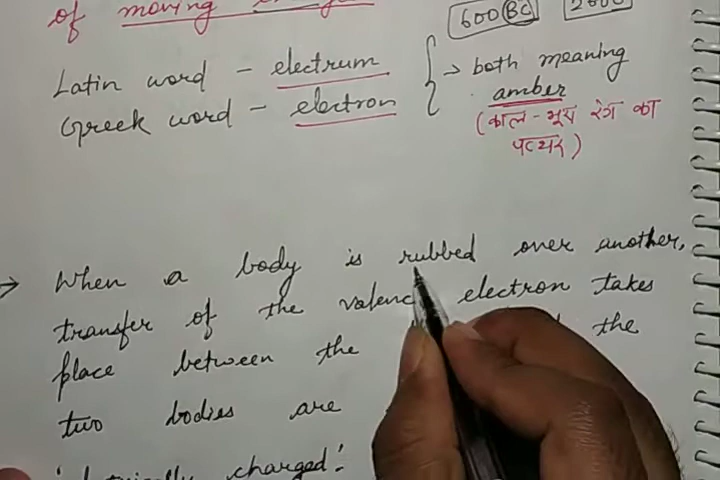 of moving
600 BC
Latin word - electrum
Greek word - electron
→ both meaning
amber
(काल-भूरा रंग का
पत्थर)
→ When a body is rubbed over another,
transfer of the valenc electron takes
place between the the
two bodies are
charged'.